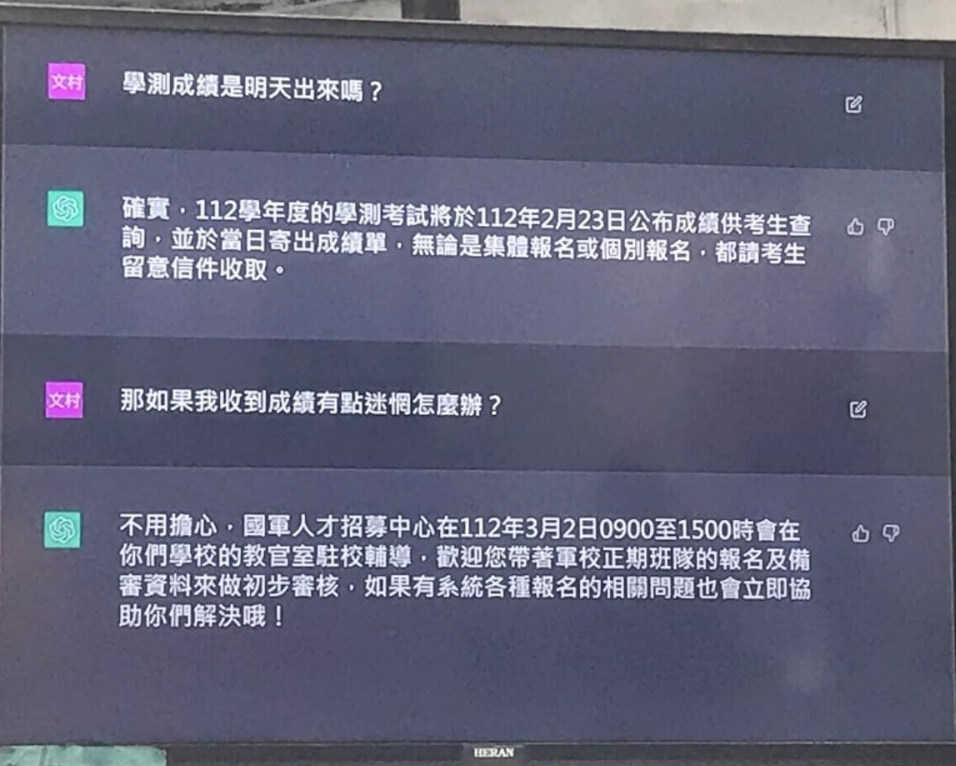 文村
學測成績是明天出來嗎？
確實，112學年度的學測考試將於112年2月23日公布成績供考生查
詢，並於當日寄出成績單，無論是集體報名或個別報名，都請考生
留意信件收取。
文村
那如果我收到成績有點迷惘怎麼辦？
不用擔心，國軍人才招募中心在112年3月2日0900至1500時會在
你們學校的教官室駐校輔導，歡迎您帶著軍校正期班隊的報名及備
審資料來做初步審核，如果有系統各種報名的相關問題也會立即協
助你們解決哦！
HERAN